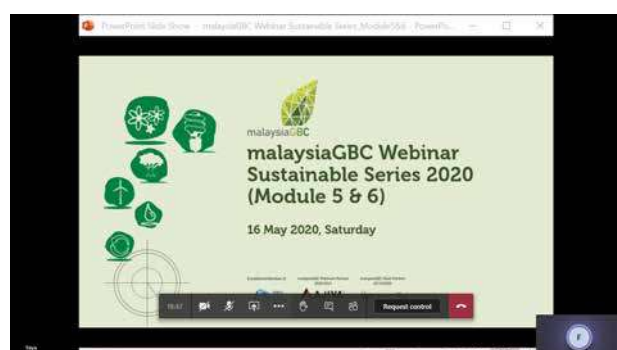 PowerPoint Slide Show - malaysiaGBC Webinar Sustainable Series_Module5&6 - PowerPo...
malaysiaGBC
malaysiaGBC Webinar
Sustainable Series 2020
(Module 5 & 6)
16 May 2020, Saturday
Request control
F